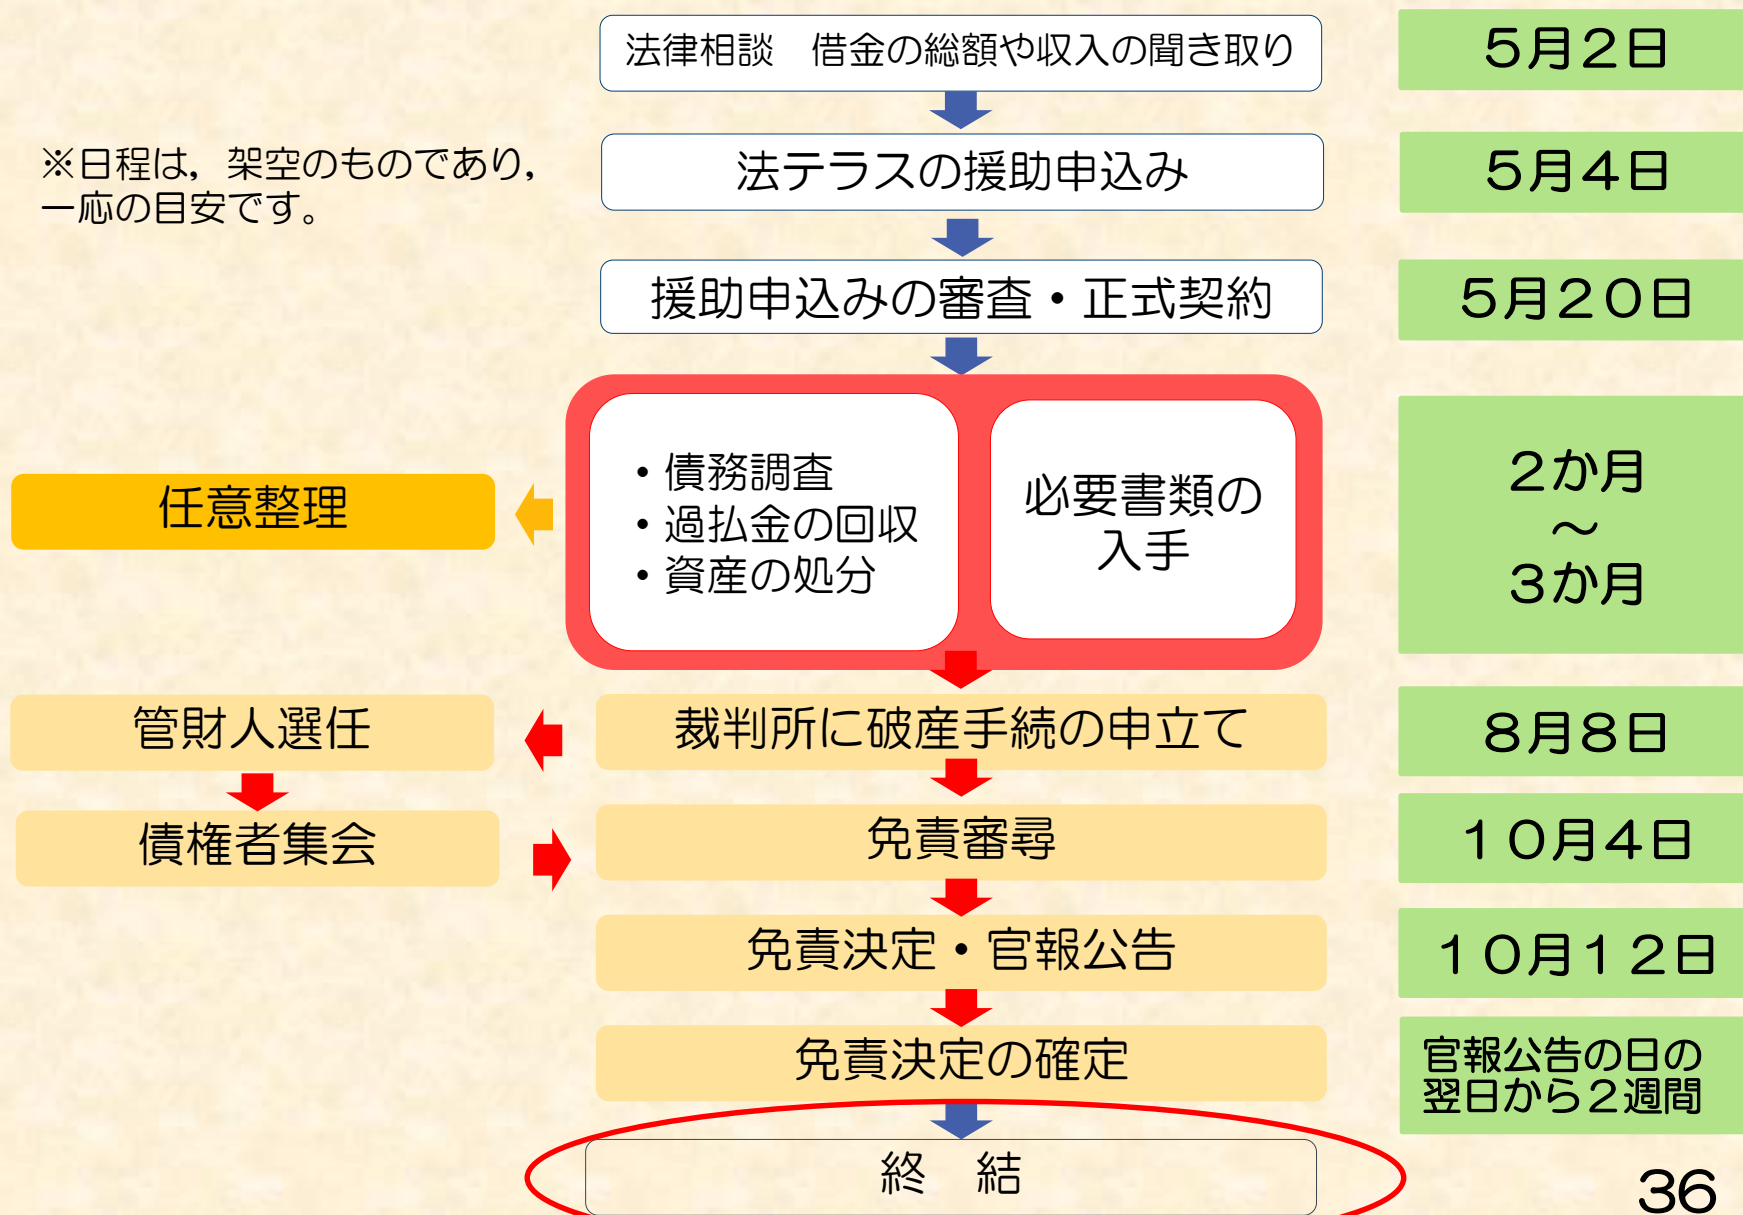 法律相談　借金の総額や収入の聞き取り
５月２日
※日程は，架空のものであり，
一応の目安です。
法テラスの援助申込み
５月４日
援助申込みの審査・正式契約
５月２０日
・債務調査
・過払金の回収
・資産の処分
必要書類の
入手
２か月
～
３か月
任意整理
裁判所に破産手続の申立て
８月８日
管財人選任
債権者集会
免責審尋
１０月４日
免責決定・官報公告
１０月１２日
免責決定の確定
官報公告の日の
翌日から２週間
終　結
36